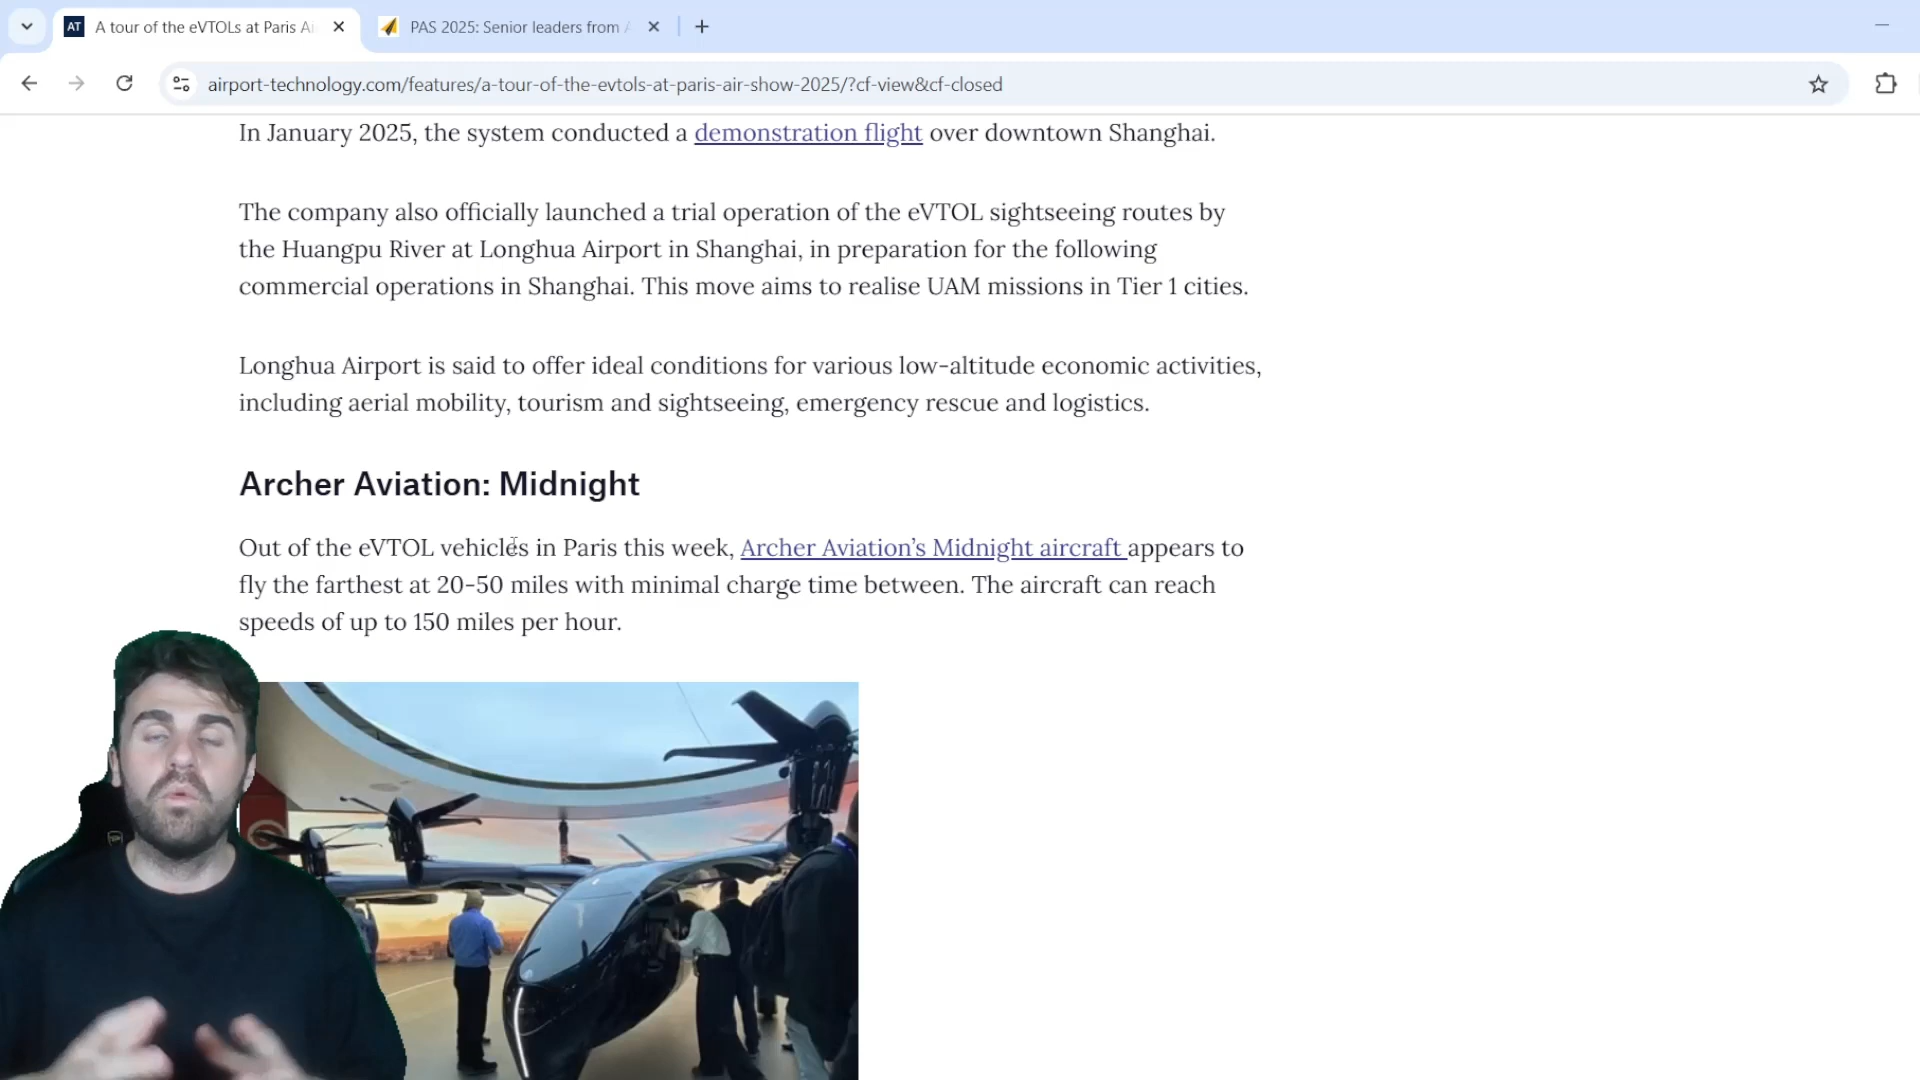 AT A tour of the eVTOLs at Paris Ai
PAS 2025: Senior leaders from A
airport-technology.com/features/a-tour-of-the-evtols-at-paris-air-show-2025/?cf-view&cf-closed
In January 2025, the system conducted a demonstration flight over downtown Shanghai.
The company also officially launched a trial operation of the eVTOL sightseeing routes by
the Huangpu River at Longhua Airport in Shanghai, in preparation for the following
commercial operations in Shanghai. This move aims to realise UAM missions in Tier 1 cities.
Longhua Airport is said to offer ideal conditions for various low-altitude economic activities,
including aerial mobility, tourism and sightseeing, emergency rescue and logistics.
Archer Aviation: Midnight
Out of the eVTOL vehicles in Paris this week, Archer Aviation’s Midnight aircraft appears to
fly the farthest at 20-50 miles with minimal charge time between. The aircraft can reach
speeds of up to 150 miles per hour.